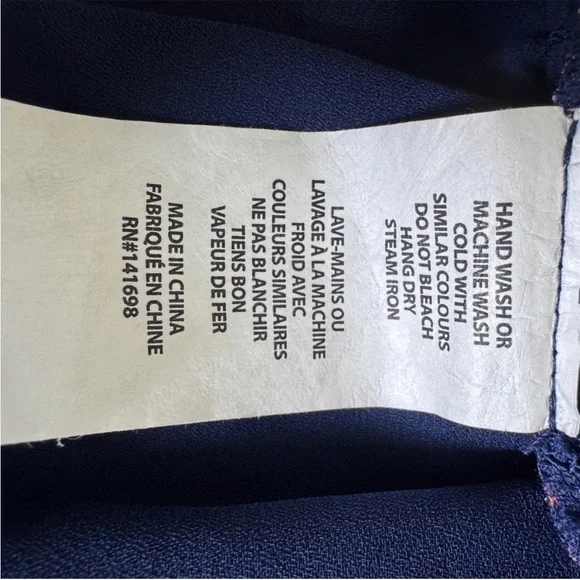 HAND WASH OR
MACHINE WASH
COLD WITH
SIMILAR COLOURS
DO NOT BLEACH
HANG DRY
STEAM IRON
LAVE-MAINS OU
LAVAGE À LA MACHINE
FROID AVEC
COULEURS SIMILAIRES
NE PAS BLANCHIR
TIENS BON
VAPEUR DE FER
MADE IN CHINA
FABRIQUÉ EN CHINE
RN#141698